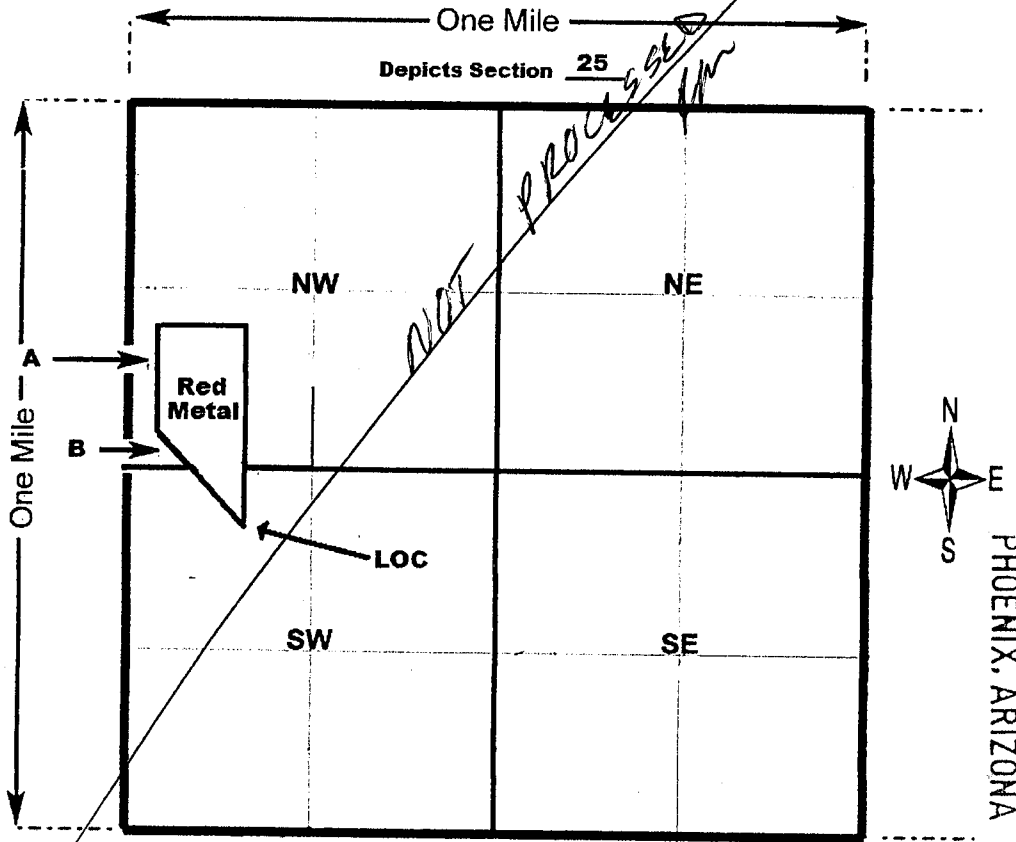 One Mile
Depicts Section 25
NOT PROCESSED
NW
NE
A
Red
Metal
B
One Mile
N
W E
S
LOC
SW
SE
PHOENIX, ARIZONA